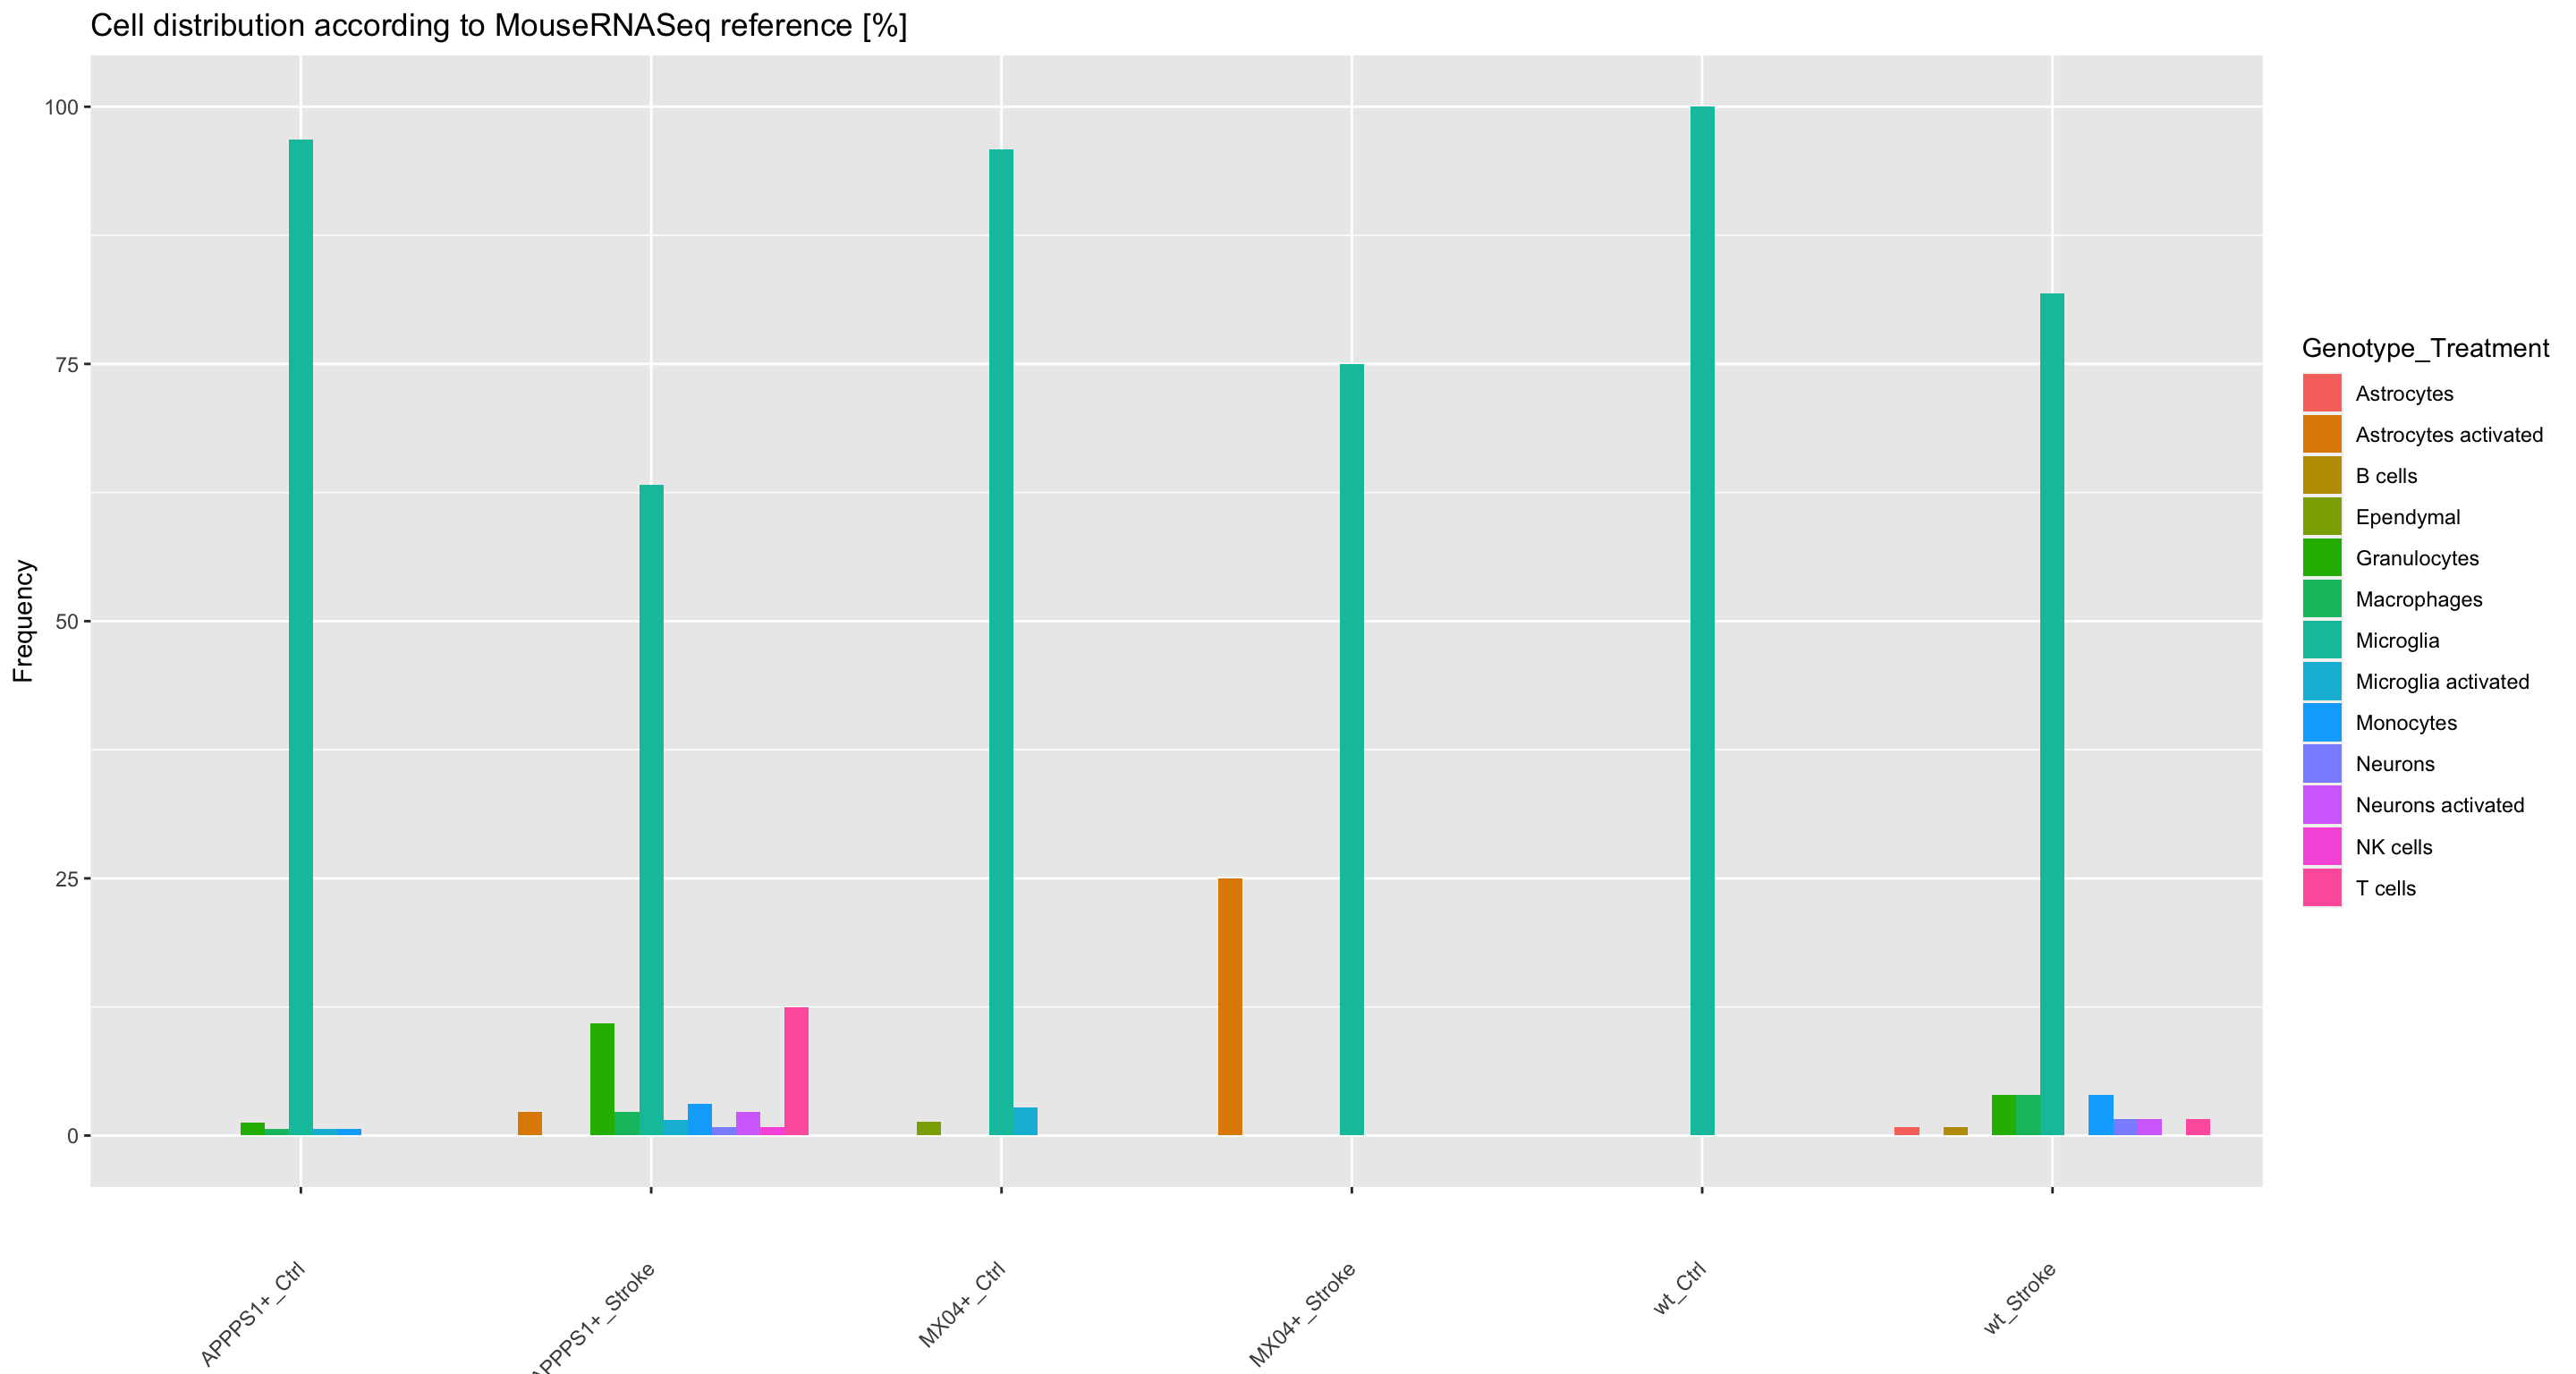 Cell distribution according to MouseRNASeq reference [%]
100
75
50
25
0
Frequency
APPPS1+_Ctrl
APPPS1+_Stroke
MX04+_Ctrl
MX04+_Stroke
wt_Ctrl
wt_Stroke
Genotype_Treatment
Astrocytes
Astrocytes activated
B cells
Ependymal
Granulocytes
Macrophages
Microglia
Microglia activated
Monocytes
Neurons
Neurons activated
NK cells
T cells